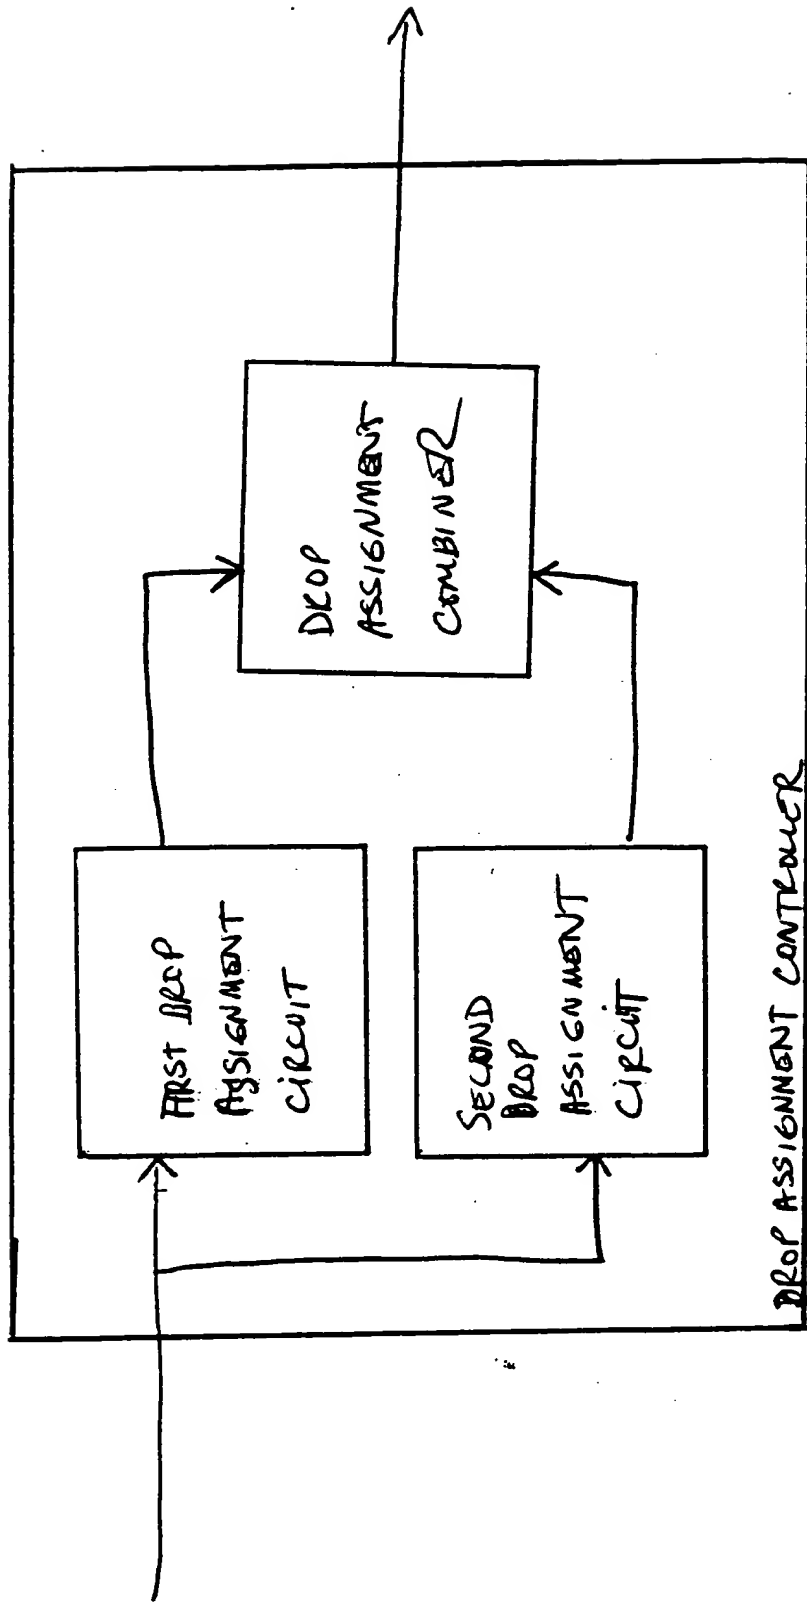 FIRST DROP
ASSIGNMENT
CIRCUIT
SECOND
DROP
ASSIGNMENT
CIRCUIT
DROP
ASSIGNMENT
COMBINER
DROP ASSIGNMENT CONTROLLER